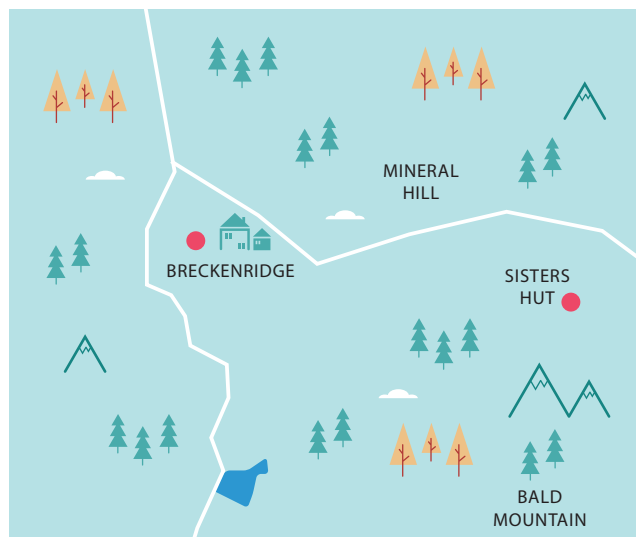 MINERAL
HILL
BRECKENRIDGE
SISTERS
HUT
BALD
MOUNTAIN